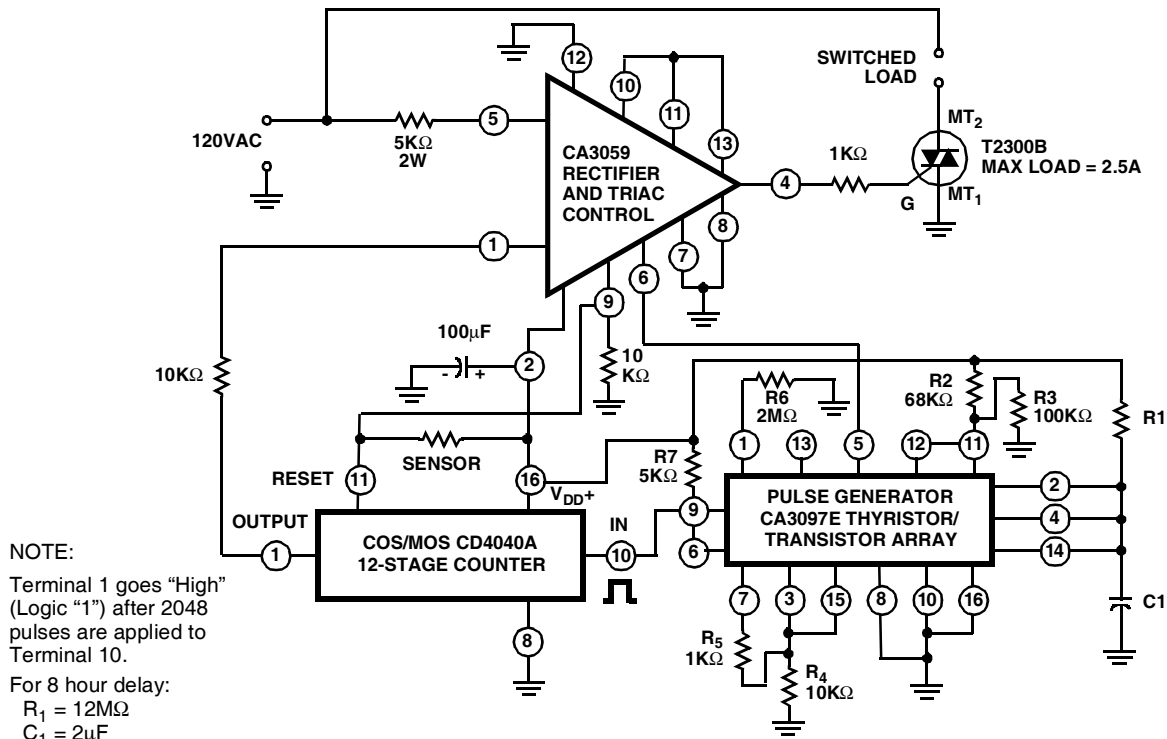 12
10
11
13
SWITCHED
LOAD
MT2
T2300B
MAX LOAD = 2.5A
MT1
G
120VAC
5KΩ
2W
5
CA3059
RECTIFIER
AND TRIAC
CONTROL
4
1KΩ
1
8
7
6
9
100μF
- +
2
10
KΩ
10KΩ
R6
2MΩ
R2
68KΩ
R3
100KΩ
R1
SENSOR
RESET
11
16
VDD+
R7
5KΩ
1
13
5
12
11
OUTPUT
1
COS/MOS CD4040A
12-STAGE COUNTER
IN
10
9
6
PULSE GENERATOR
CA3097E THYRISTOR/
TRANSISTOR ARRAY
2
4
14
7
3
15
8
10
16
C1
8
R5
1KΩ
R4
10KΩ
NOTE:
Terminal 1 goes “High”
(Logic “1”) after 2048
pulses are applied to
Terminal 10.
For 8 hour delay:
R1 = 12MΩ
C1 = 2μF